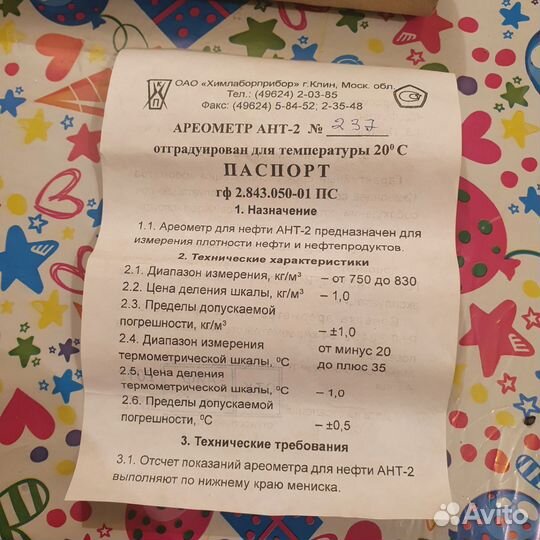 ОАО «Химлаборприбор» г.Клин, Моск. обл.
Тел.: (49624) 2-03-85
Факс: (49624) 5-84-52; 2-35-48
АРЕОМЕТР АНТ-2 № 237
отградуирован для температуры 20⁰ С
ПАСПОРТ
гф 2.843.050-01 ПС
1. Назначение
1.1. Ареометр для нефти АНТ-2 предназначен для
измерения плотности нефти и нефтепродуктов.
2. Технические характеристики
2.1. Диапазон измерения, кг/м³ – от 750 до 830
2.2. Цена деления шкалы, кг/м³ – 1,0
2.3. Пределы допускаемой
погрешности, кг/м³ – ±1,0
2.4. Диапазон измерения от минус 20
термометрической шкалы, ⁰С до плюс 35
2.5. Цена деления
термометрической шкалы, ⁰С – 1,0
2.6. Пределы допускаемой
погрешности, ⁰С – ±0,5
3. Технические требования
3.1. Отсчет показаний ареометра для нефти АНТ-2
выполняют по нижнему краю мениска.
Avito